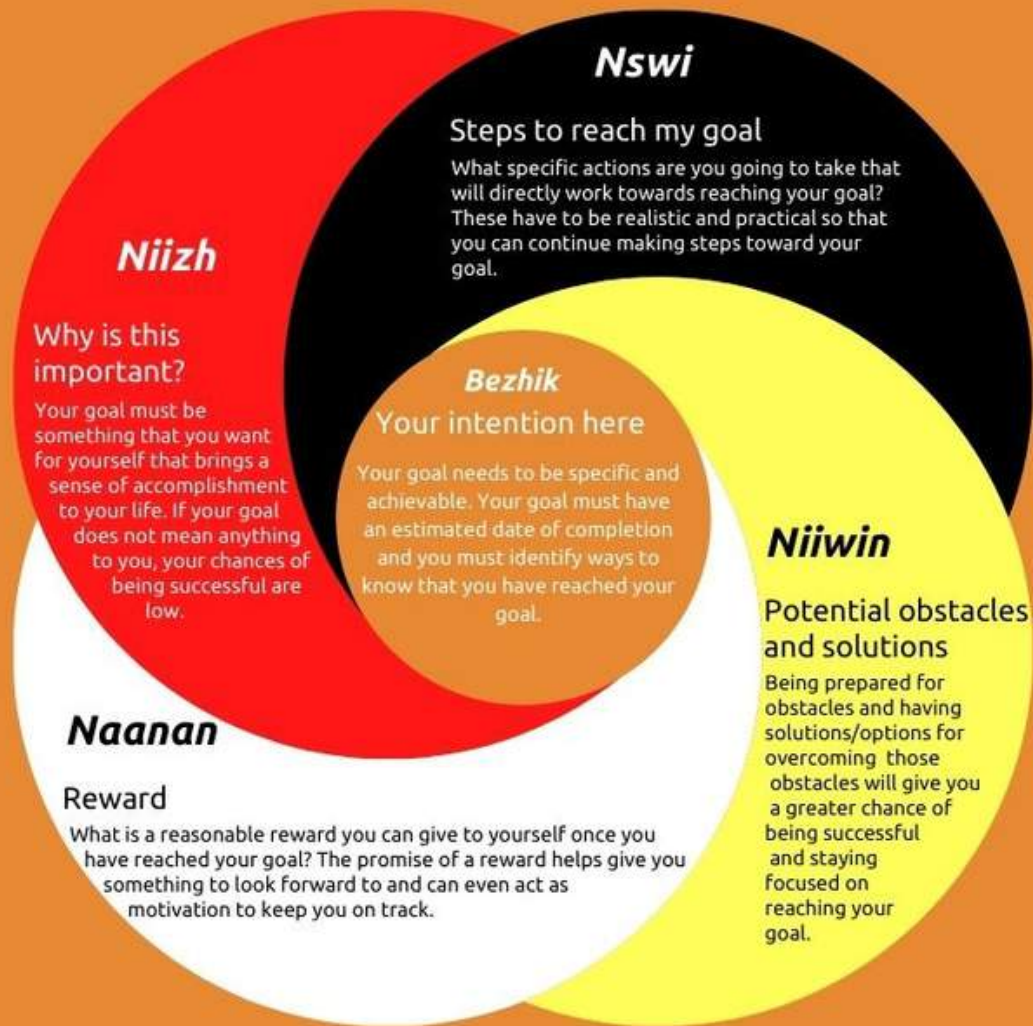 Bezhik
Your intention here
Your goal needs to be specific and
achievable. Your goal must have
an estimated date of completion
and you must identify ways to
know that you have reached your
goal.
Niizh
Why is this
important?
Your goal must be
something that you want
for yourself that brings a
sense of accomplishment
to your life. If your goal
does not mean anything
to you, your chances of
being successful are
low.
Nswi
Steps to reach my goal
What specific actions are you going to take that
will directly work towards reaching your goal?
These have to be realistic and practical so that
you can continue making steps toward your
goal.
Niiwin
Potential obstacles
and solutions
Being prepared for
obstacles and having
solutions/options for
overcoming those
obstacles will give you
a greater chance of
being successful
and staying
focused on
reaching your
goal.
Naanan
Reward
What is a reasonable reward you can give to yourself once you
have reached your goal? The promise of a reward helps give you
something to look forward to and can even act as
motivation to keep you on track.